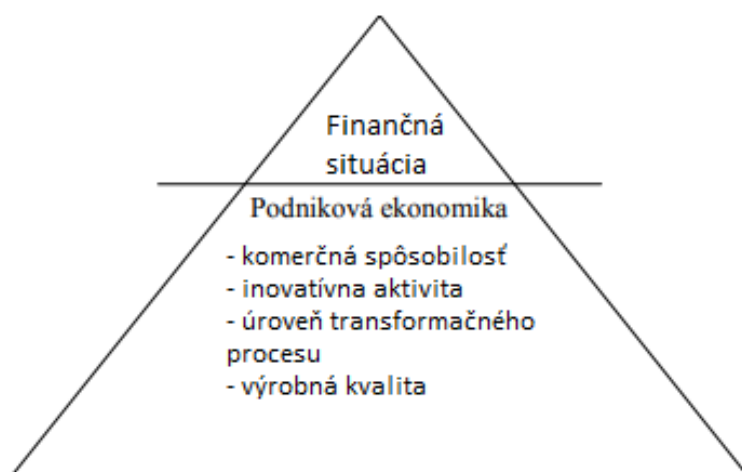 Finančná
situácia
Podniková ekonomika
- komerčná spôsobilosť
- inovatívna aktivita
- úroveň transformačného
procesu
- výrobná kvalita